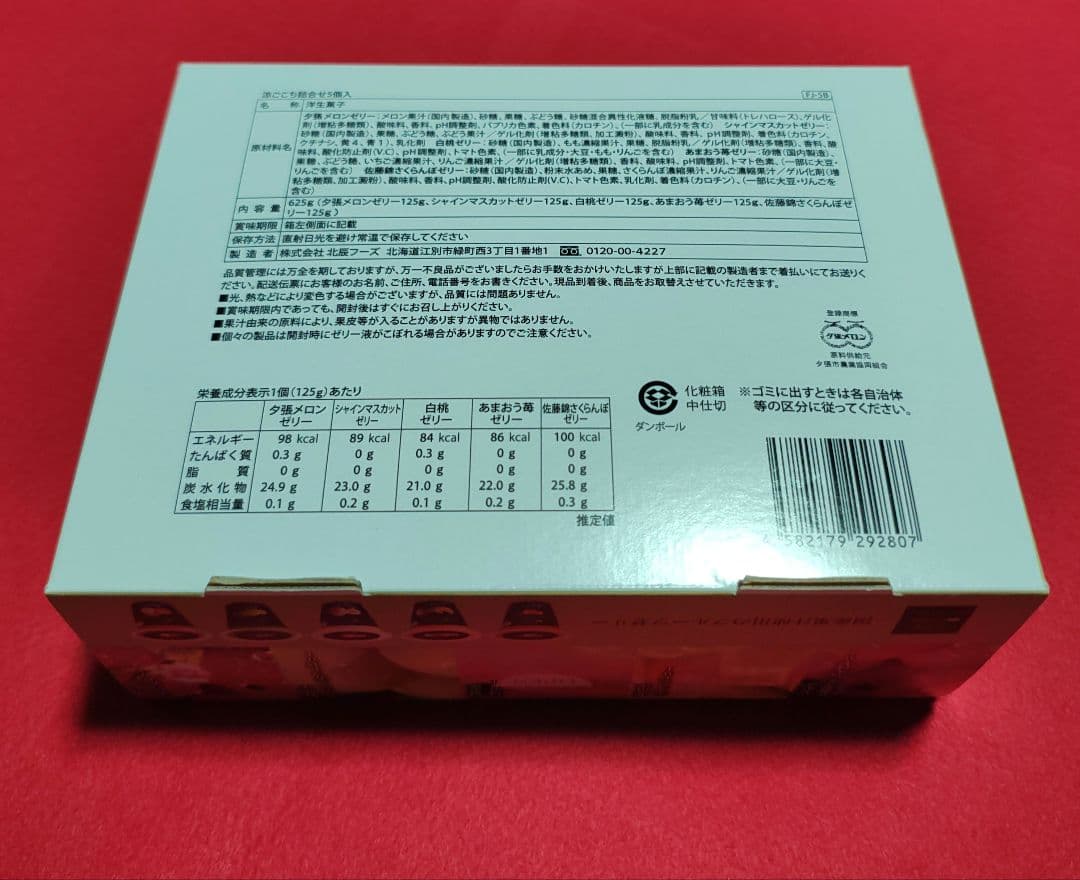 涼ごこち詰合せ5個入 FJ-5B
名 称 洋生菓子
原材料名
夕張メロンゼリー:メロン果汁(国内製造)、砂糖、果糖、ぶどう糖、砂糖混合異性化液糖、脱脂粉乳/甘味料(トレハロース)、ゲル化
剤(増粘多糖類)、酸味料、香料、pH調整剤、パプリカ色素、着色料(カロチン)、(一部に乳成分を含む) シャインマスカットゼリー:
砂糖(国内製造)、果糖、ぶどう糖、ぶどう果汁/ゲル化剤(増粘多糖類、加工澱粉)、酸味料、香料、pH調整剤、着色料(カロチン、
クチナシ、黄4、青1)、乳化剤 白桃ゼリー:砂糖(国内製造)、もも濃縮果汁、果糖、脱脂粉乳/ゲル化剤(増粘多糖類)、香料、酸
味料、酸化防止剤(V.C)、pH調整剤、トマト色素、(一部に乳成分・大豆・もも・りんごを含む) あまおう苺ゼリー:砂糖(国内製造)、
果糖、ぶどう糖、いちご濃縮果汁、りんご濃縮果汁/ゲル化剤(増粘多糖類)、香料、酸味料、pH調整剤、トマト色素、(一部に大豆・
りんごを含む) 佐藤錦さくらんぼゼリー:砂糖(国内製造)、粉末水あめ、果糖、さくらんぼ濃縮果汁、りんご濃縮果汁/ゲル化剤(増
粘多糖類、加工澱粉)、酸味料、香料、pH調整剤、酸化防止剤(V.C)、トマト色素、乳化剤、着色料(カロチン)、(一部に大豆・りんごを
含む)
内 容 量 625g(夕張メロンゼリー125g、シャインマスカットゼリー125g、白桃ゼリー125g、あまおう苺ゼリー125g、佐藤錦さくらんぼゼ
リー125g)
賞味期限 箱左側面に記載
保存方法 直射日光を避け常温で保存してください
製 造 者 株式会社 北辰フーズ 北海道江別市緑町西3丁目1番地1 0120-00-4227
品質管理には万全を期しておりますが、万一不良品がございましたらお手数をおかけいたしますが上部に記載の製造者まで着払いにてお送りく
ださい。配送伝票にお客様のお名前、ご住所、電話番号をお書きください。現品到着後、商品をお取替えさせていただきます。
■光、熱などにより変色する場合がございますが、品質には問題ありません。
■賞味期限内であっても、開封後はすぐにお召し上がりください。
■果汁由来の原料により、果皮等が入ることがありますが異物ではありません。
■個々の製品は開封時にゼリー液がこぼれる場合がありますのでご注意ください。
登録商標
夕張メロン
原料供給元
夕張市農業協同組合
栄養成分表示1個(125g)あたり
夕張メロンゼリー シャインマスカットゼリー 白桃ゼリー あまおう苺ゼリー 佐藤錦さくらんぼゼリー
エネルギー 98 kcal 89 kcal 84 kcal 86 kcal 100 kcal
たんぱく質 0.3 g 0 g 0.3 g 0 g 0 g
脂 質 0 g 0 g 0 g 0 g 0 g
炭水化物 24.9 g 23.0 g 21.0 g 22.0 g 25.8 g
食塩相当量 0.1 g 0.2 g 0.1 g 0.2 g 0.3 g
推定値
化粧箱 ※ゴミに出すときは各自治体
中仕切 等の区分に従ってください。
ダンボール
4 582179 292807
国産果汁使用のフルーツゼリー